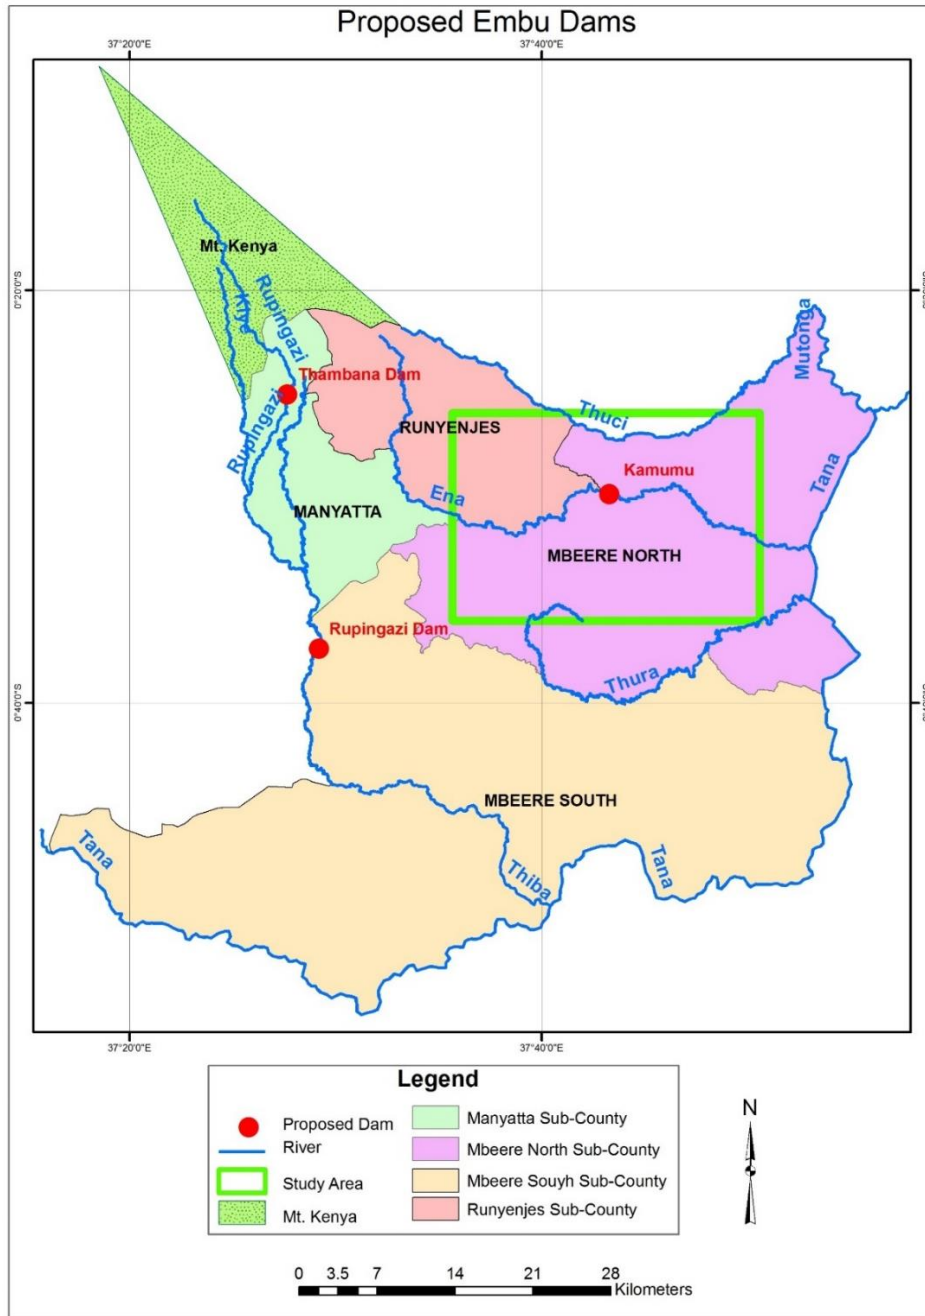 Proposed Embu Dams
37°20'0"E
37°40'0"E
Mt. Kenya
0°20'0"S
Rupingazi
Kiye
Mutonga
Thambana Dam
Thuci
Rupingazi
RUNYENJES
Kamumu
Tana
Ena
MANYATTA
MBEERE NORTH
Rupingazi Dam
Thura
0°40'0"S
0°40'0"S
MBEERE SOUTH
Tana
Thiba
Tana
37°20'0"E
37°40'0"E
Legend
Proposed Dam
River
Study Area
Mt. Kenya
Manyatta Sub-County
Mbeere North Sub-County
Mbeere Souyh Sub-County
Runyenjes Sub-County
N
0 3.5 7 14 21 28
Kilometers